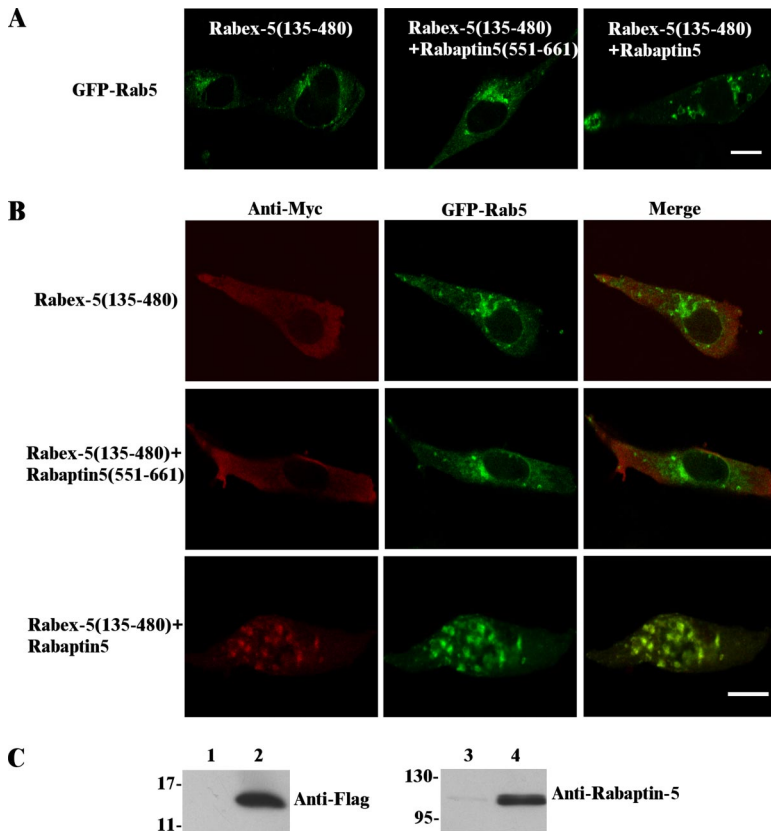 A
Rabex-5(135-480)
Rabex-5(135-480)
+Rabaptin5(551-661)
Rabex-5(135-480)
+Rabaptin5
GFP-Rab5
B
Anti-Myc
GFP-Rab5
Merge
Rabex-5(135-480)
Rabex-5(135-480)+
Rabaptin5(551-661)
Rabex-5(135-480)+
Rabaptin5
C
1
2
17-
11-
Anti-Flag
3
4
130-
95-
Anti-Rabaptin-5